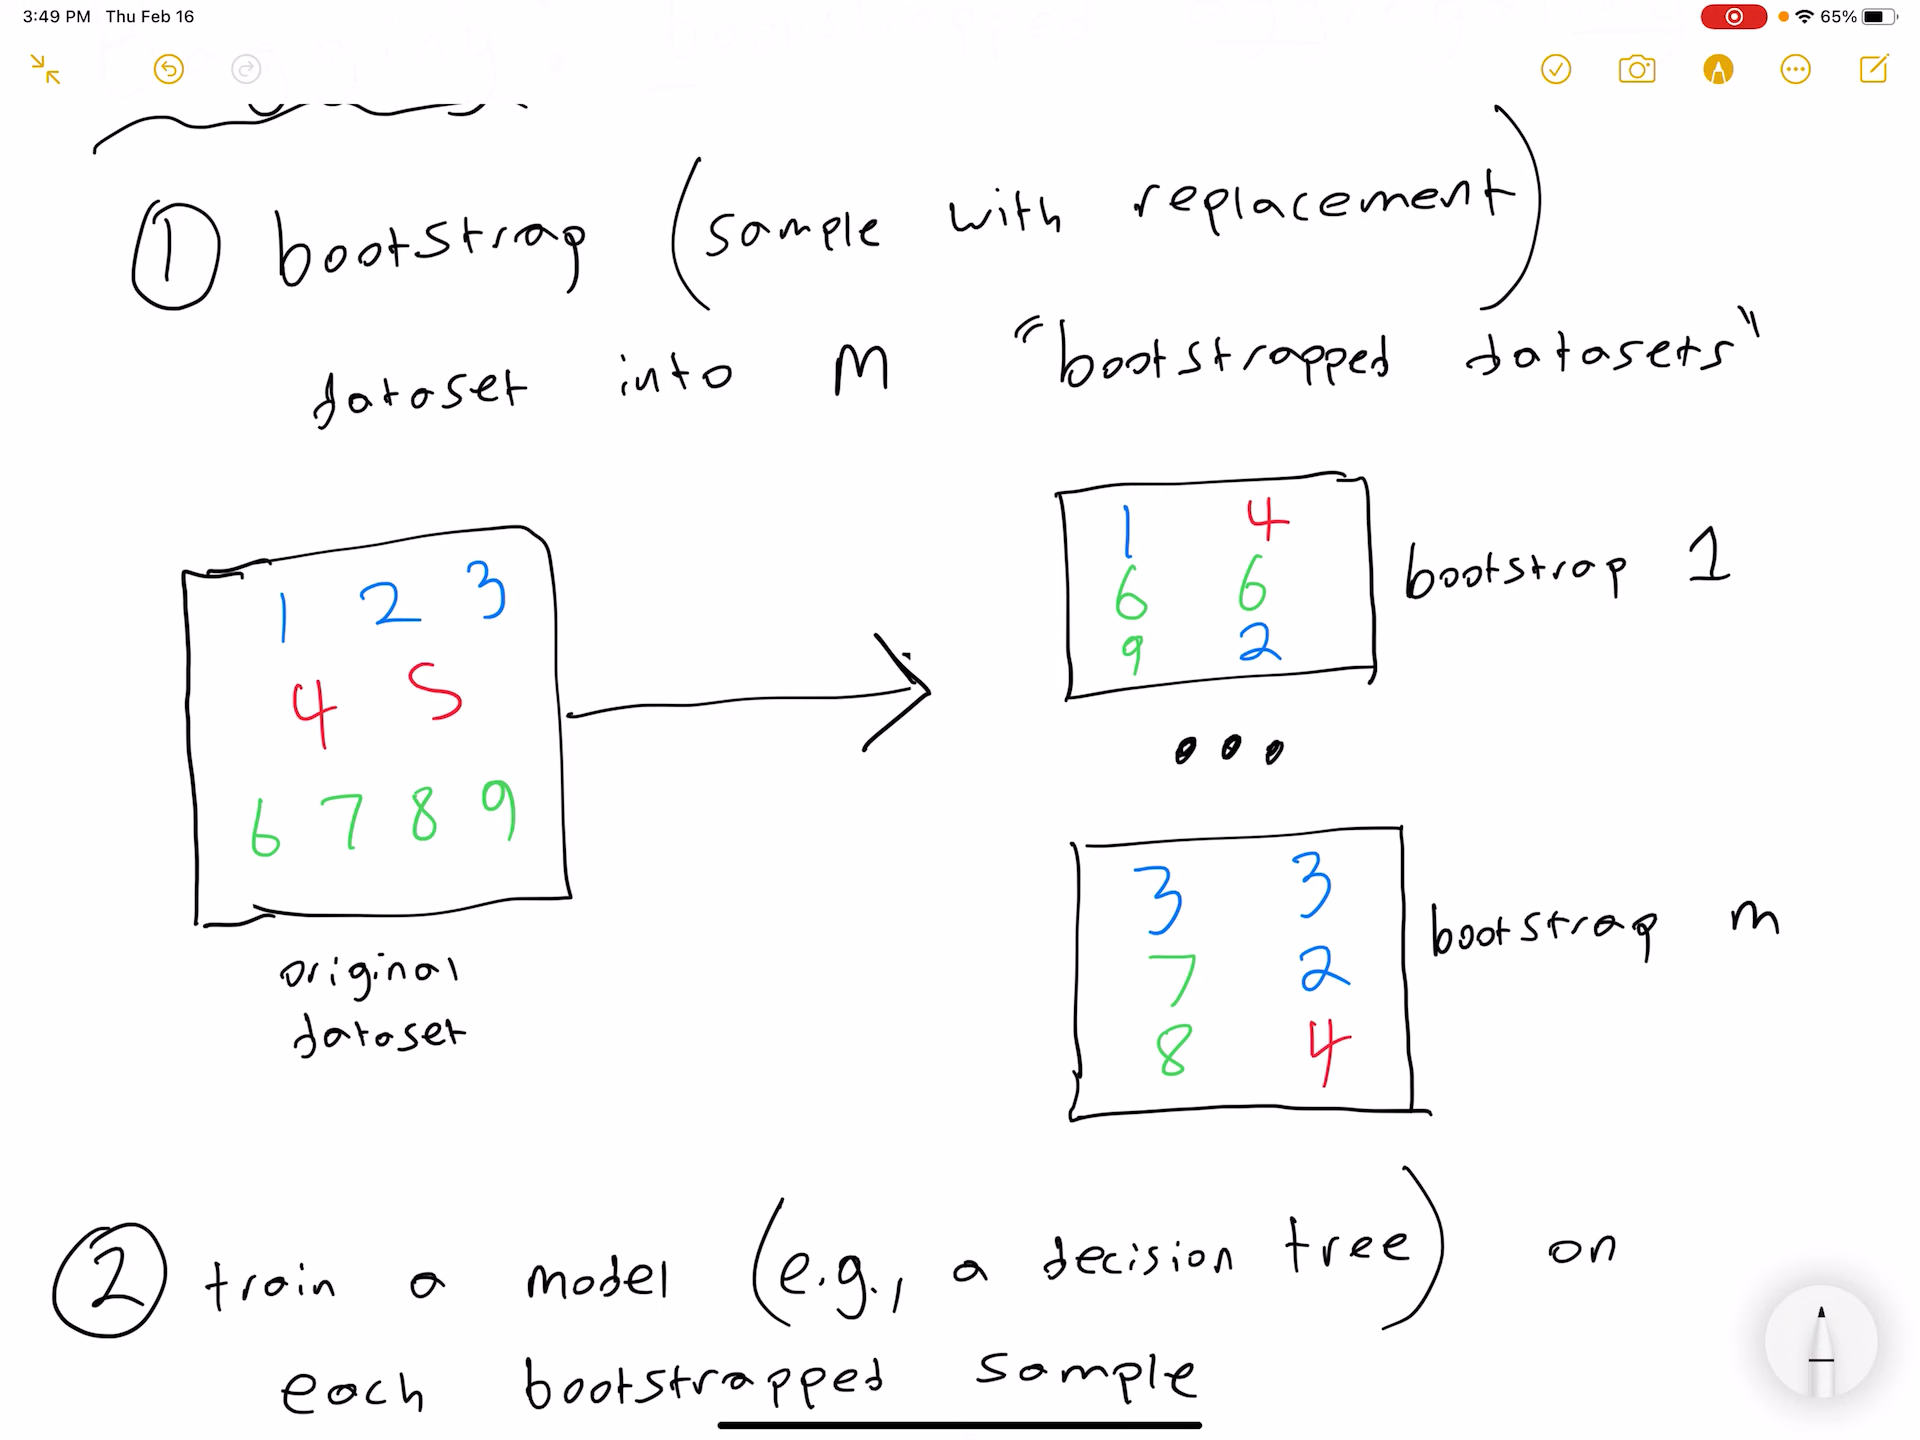 3:49 PM Thu Feb 16
65%
1 bootstrap (sample with replacement)
dataset into M "bootstrapped datasets"
1 2 3
4 5
6 7 8 9
original
dataset
1 4
6 6
9 2
bootstrap 1
...
3 3
7 2
8 4
bootstrap m
2 train a model (e.g., a decision tree) on
each bootstrapped sample